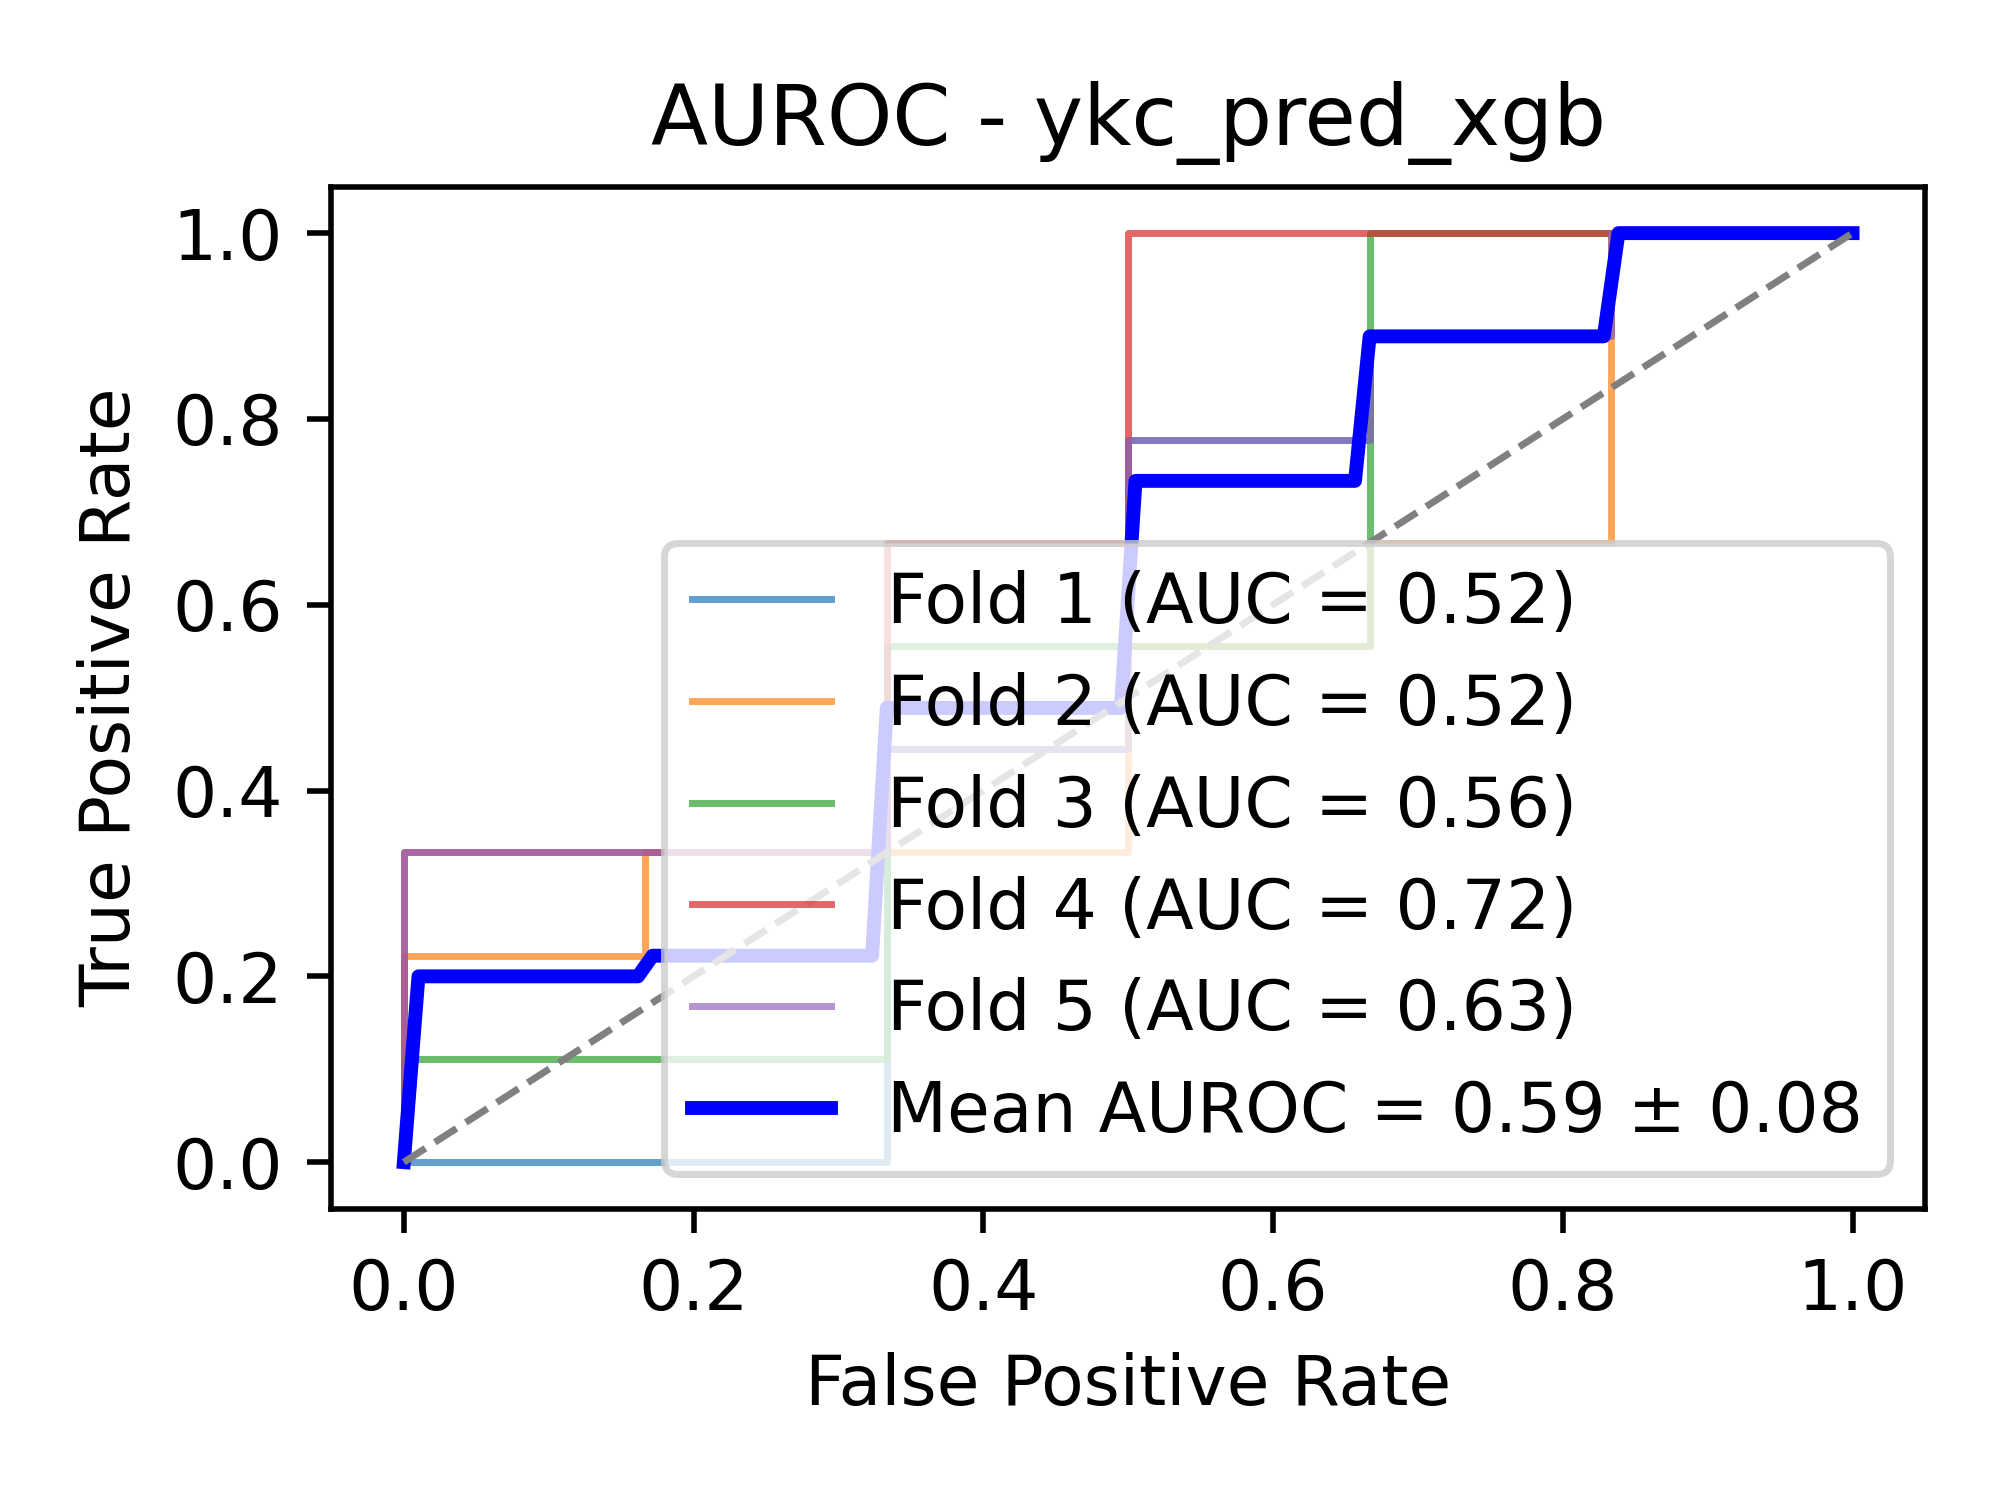 AUROC - ykc_pred_xgb
True Positive Rate
1.0
0.8
0.6
0.4
0.2
0.0
Fold 1 (AUC = 0.52)
Fold 2 (AUC = 0.52)
Fold 3 (AUC = 0.56)
Fold 4 (AUC = 0.72)
Fold 5 (AUC = 0.63)
Mean AUROC = 0.59 ± 0.08
0.0 0.2 0.4 0.6 0.8 1.0
False Positive Rate